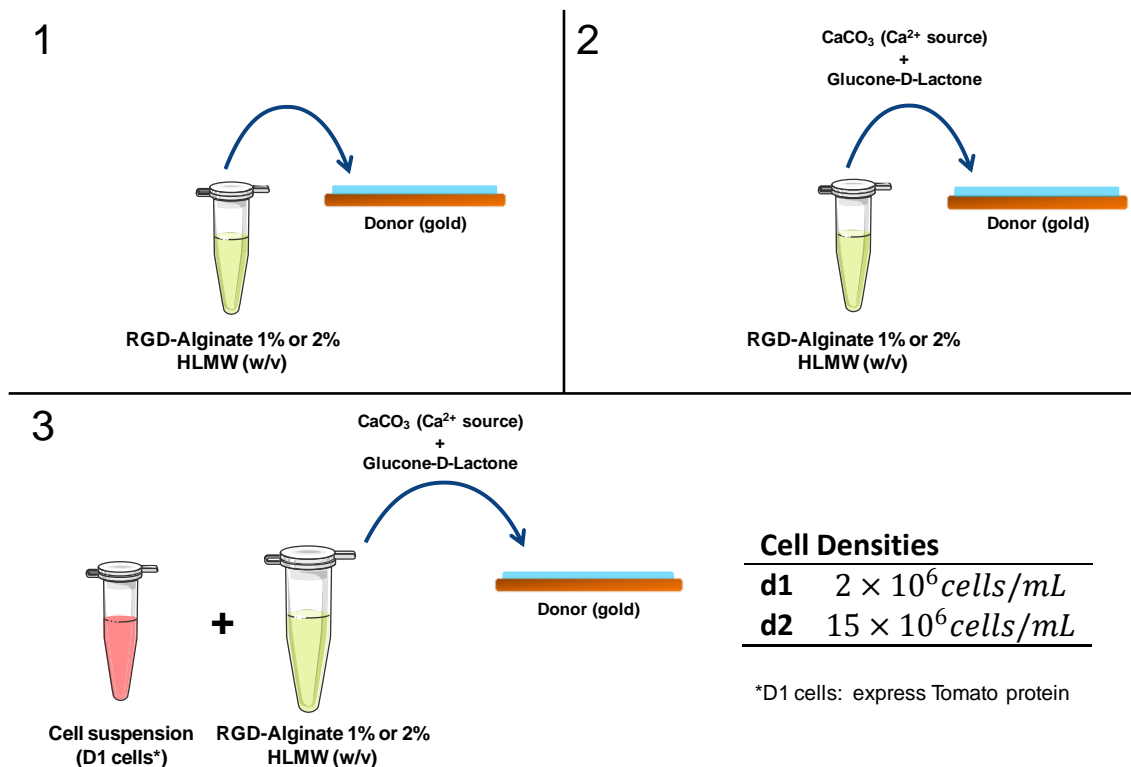 1
Donor (gold)
RGD-Alginate 1% or 2%
HLMW (w/v)
2
CaCO₃ (Ca²⁺ source)
+
Glucone-D-Lactone
Donor (gold)
RGD-Alginate 1% or 2%
HLMW (w/v)
3
CaCO₃ (Ca²⁺ source)
+
Glucone-D-Lactone
Donor (gold)
+
Cell suspension
(D1 cells*)
RGD-Alginate 1% or 2%
HLMW (w/v)
Cell Densities
d1 2 × 10⁶cells/mL
d2 15 × 10⁶cells/mL
*D1 cells: express Tomato protein